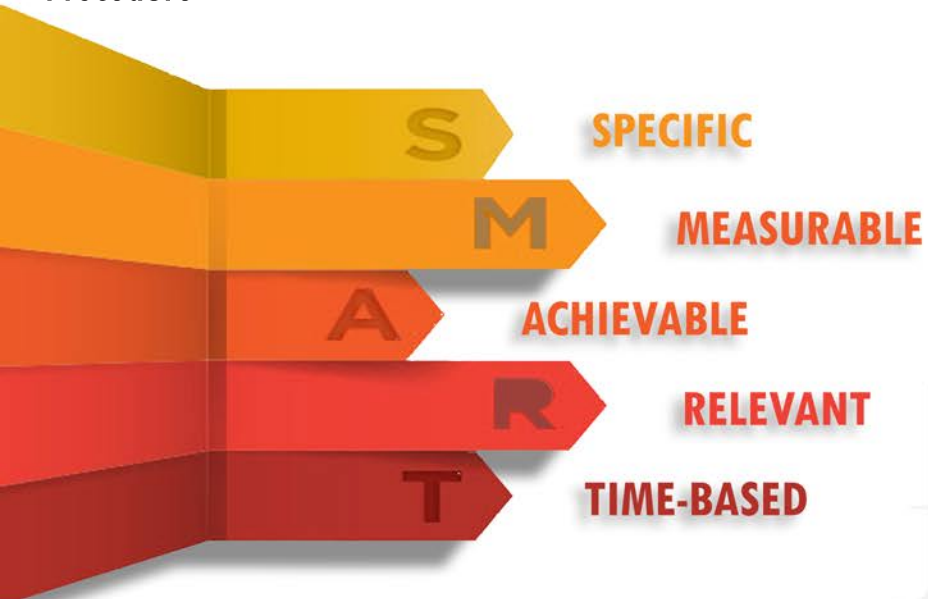 S SPECIFIC
M MEASURABLE
A ACHIEVABLE
R RELEVANT
T TIME-BASED